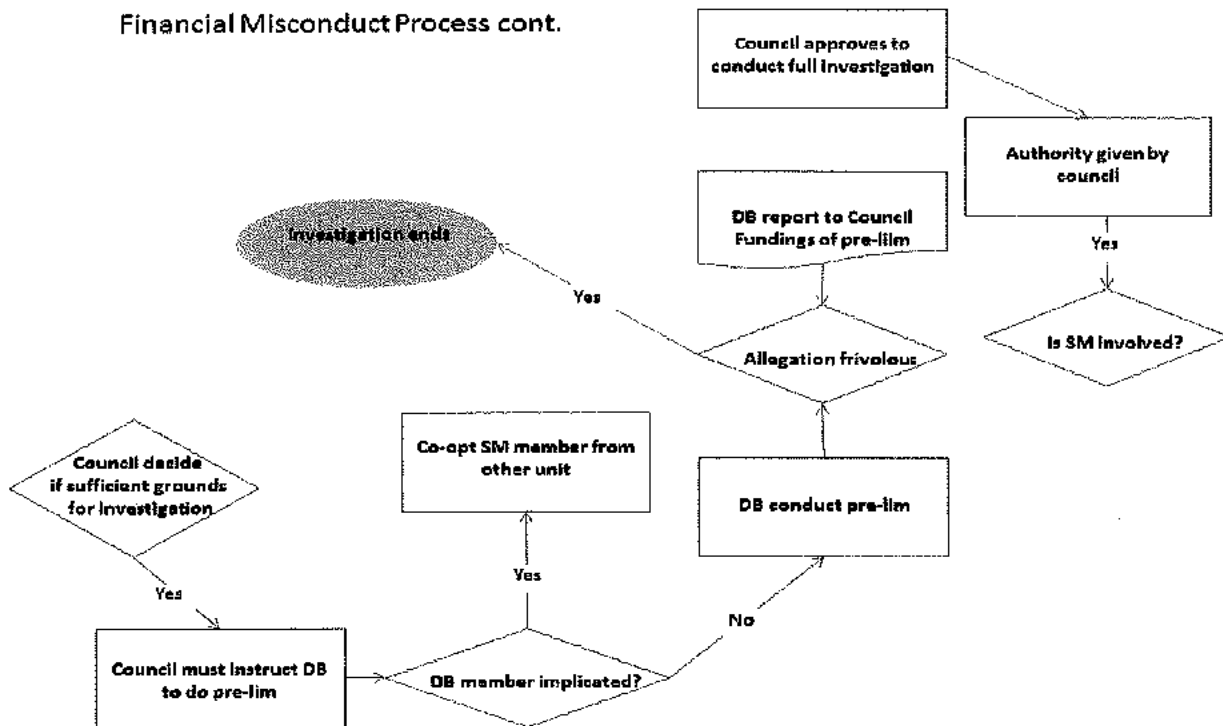 Financial Misconduct Process cont.
Council approves to
conduct full investigation
Authority given by
council
DB report to Council
Fundings of pre-lim
Investigation ends
Yes
Yes
Allegation frivolous
Is SM involved?
Co-opt SM member from
other unit
Council decide
if sufficient grounds
for investigation
DB conduct pre-lim
Yes
Yes
No
Council must instruct DB
to do pre-lim
DB member implicated?